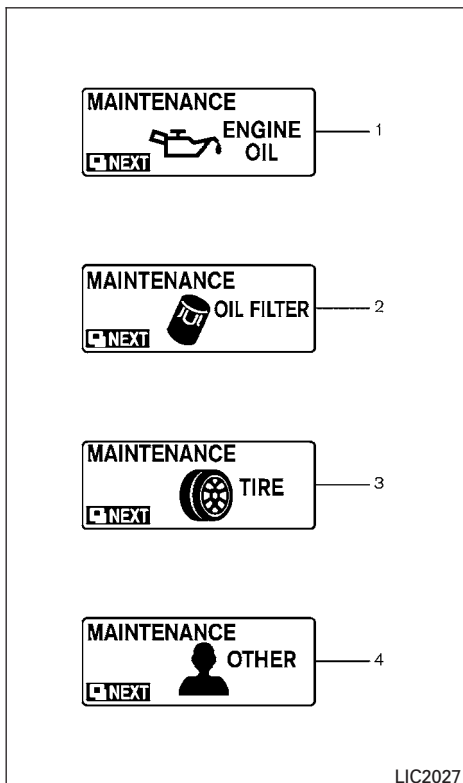 MAINTENANCE
ENGINE
OIL
NEXT
1
MAINTENANCE
OIL FILTER
NEXT
2
MAINTENANCE
TIRE
NEXT
3
MAINTENANCE
OTHER
NEXT
4
LIC2027